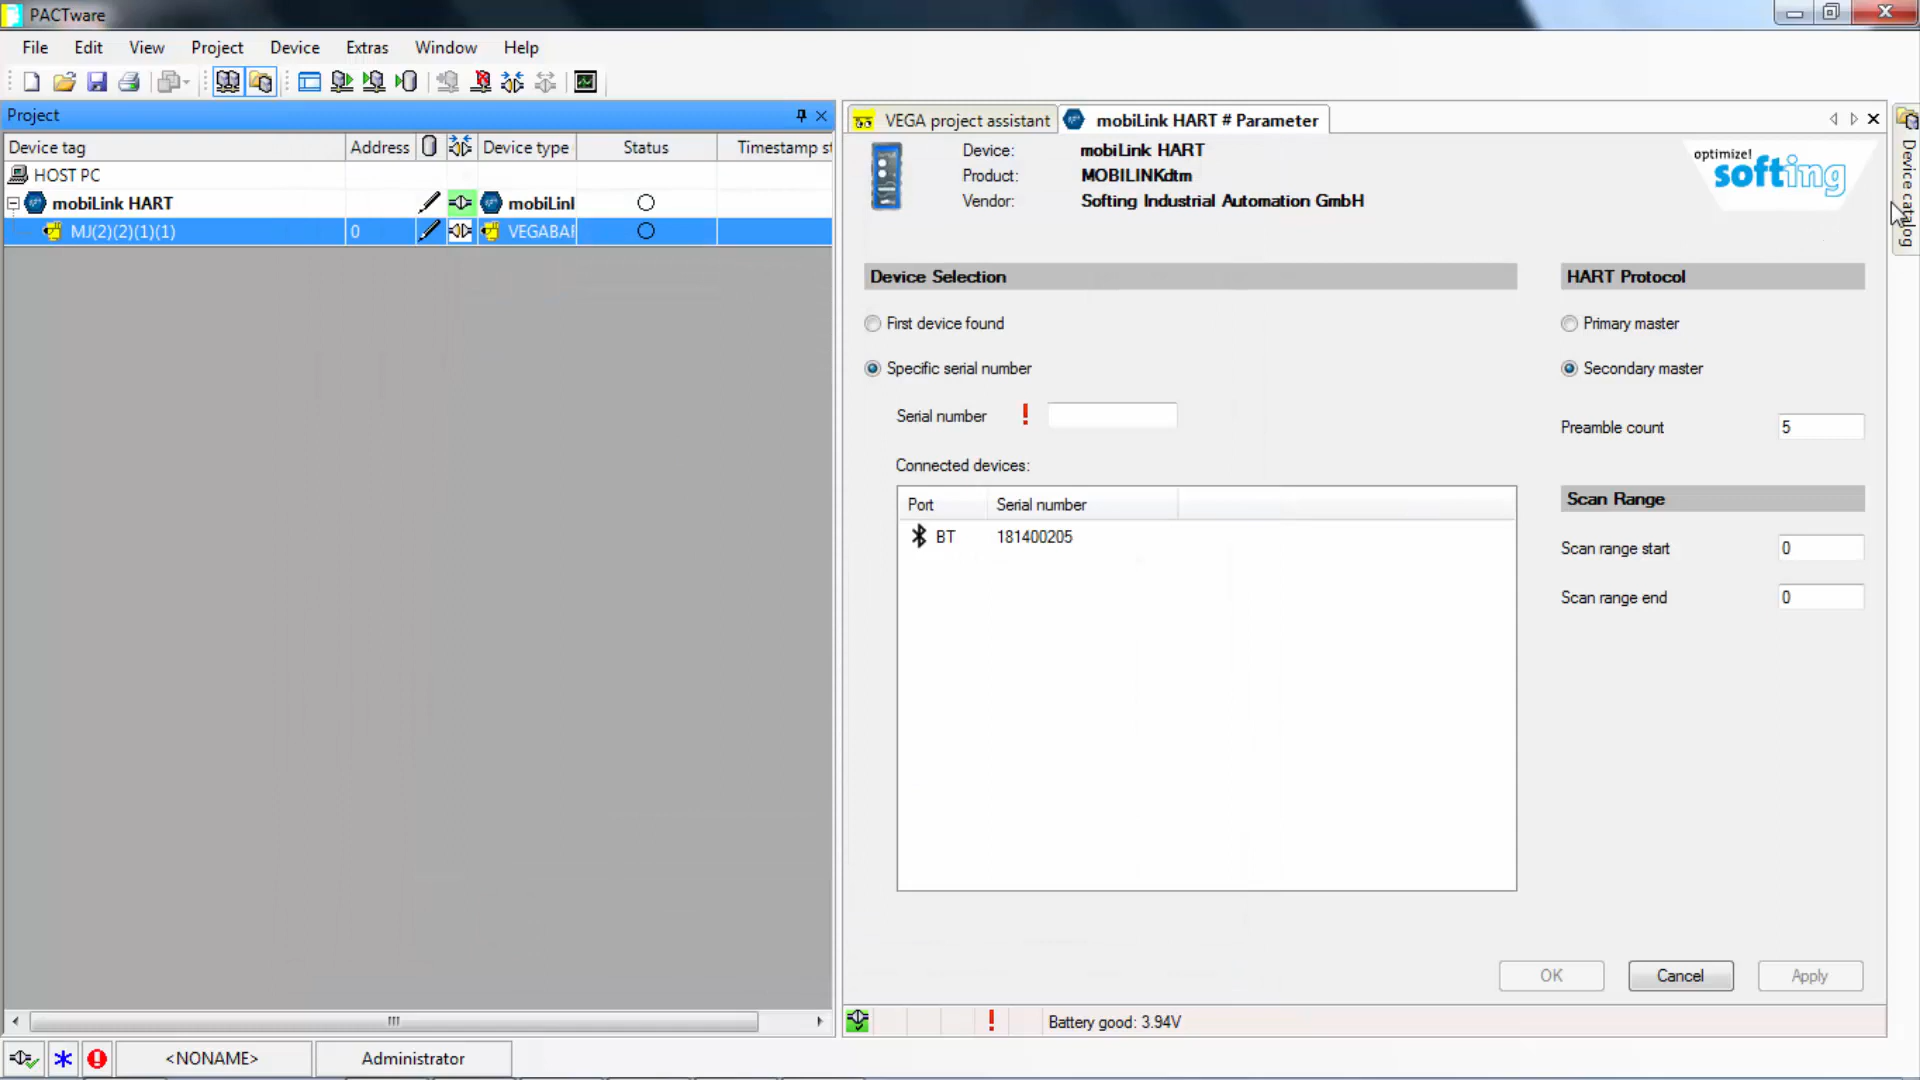 PACTware
File Edit View Project Device Extras Window Help
Project
Device tag Address Device type Status Timestamp st
HOST PC
mobiLink HART mobiLinl
MJ(2)(2)(1)(1) 0 VEGABAR
VEGA project assistant mobiLink HART # Parameter
Device: mobiLink HART
Product: MOBILINKdtm
Vendor: Softing Industrial Automation GmbH
optimize!
softing
Device catalog
Device Selection
First device found
Specific serial number
Serial number !
Connected devices:
Port Serial number
BT 181400205
HART Protocol
Primary master
Secondary master
Preamble count 5
Scan Range
Scan range start 0
Scan range end 0
OK Cancel Apply
! Battery good: 3.94V
<NONAME> Administrator